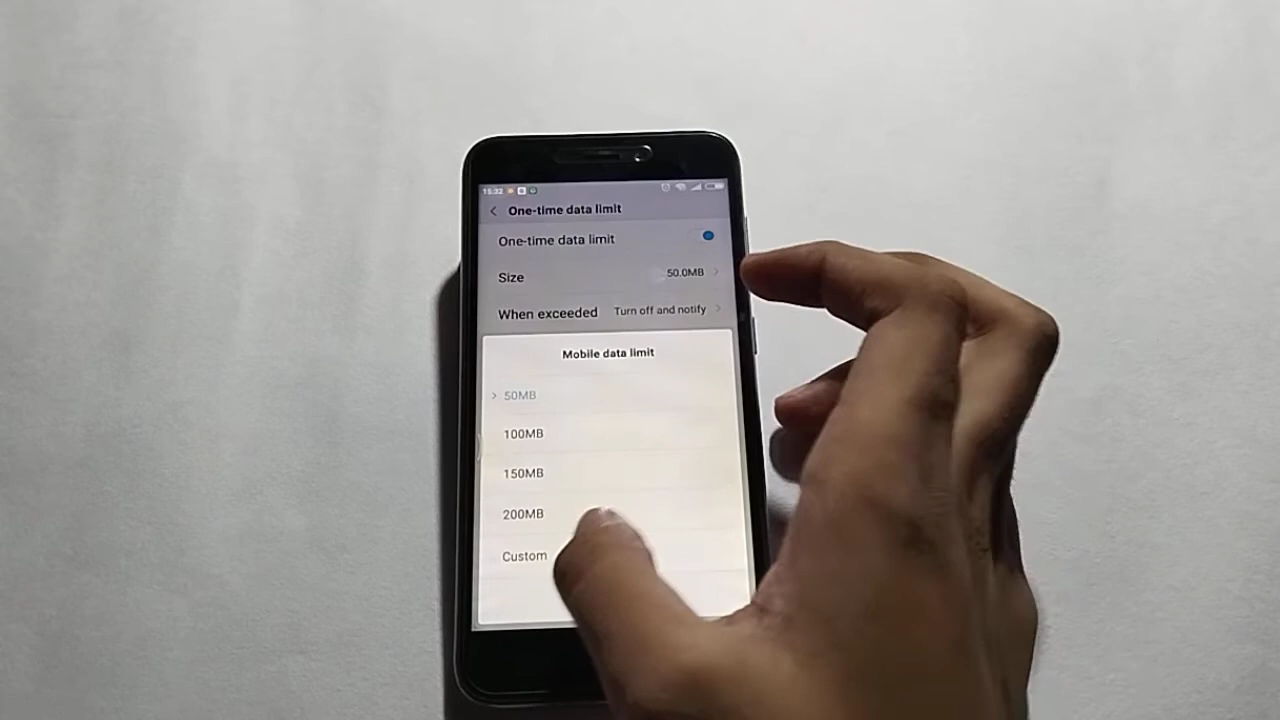 15:32
One-time data limit
One-time data limit
Size 50.0MB
When exceeded Turn off and notify
Mobile data limit
50MB
100MB
150MB
200MB
Custom